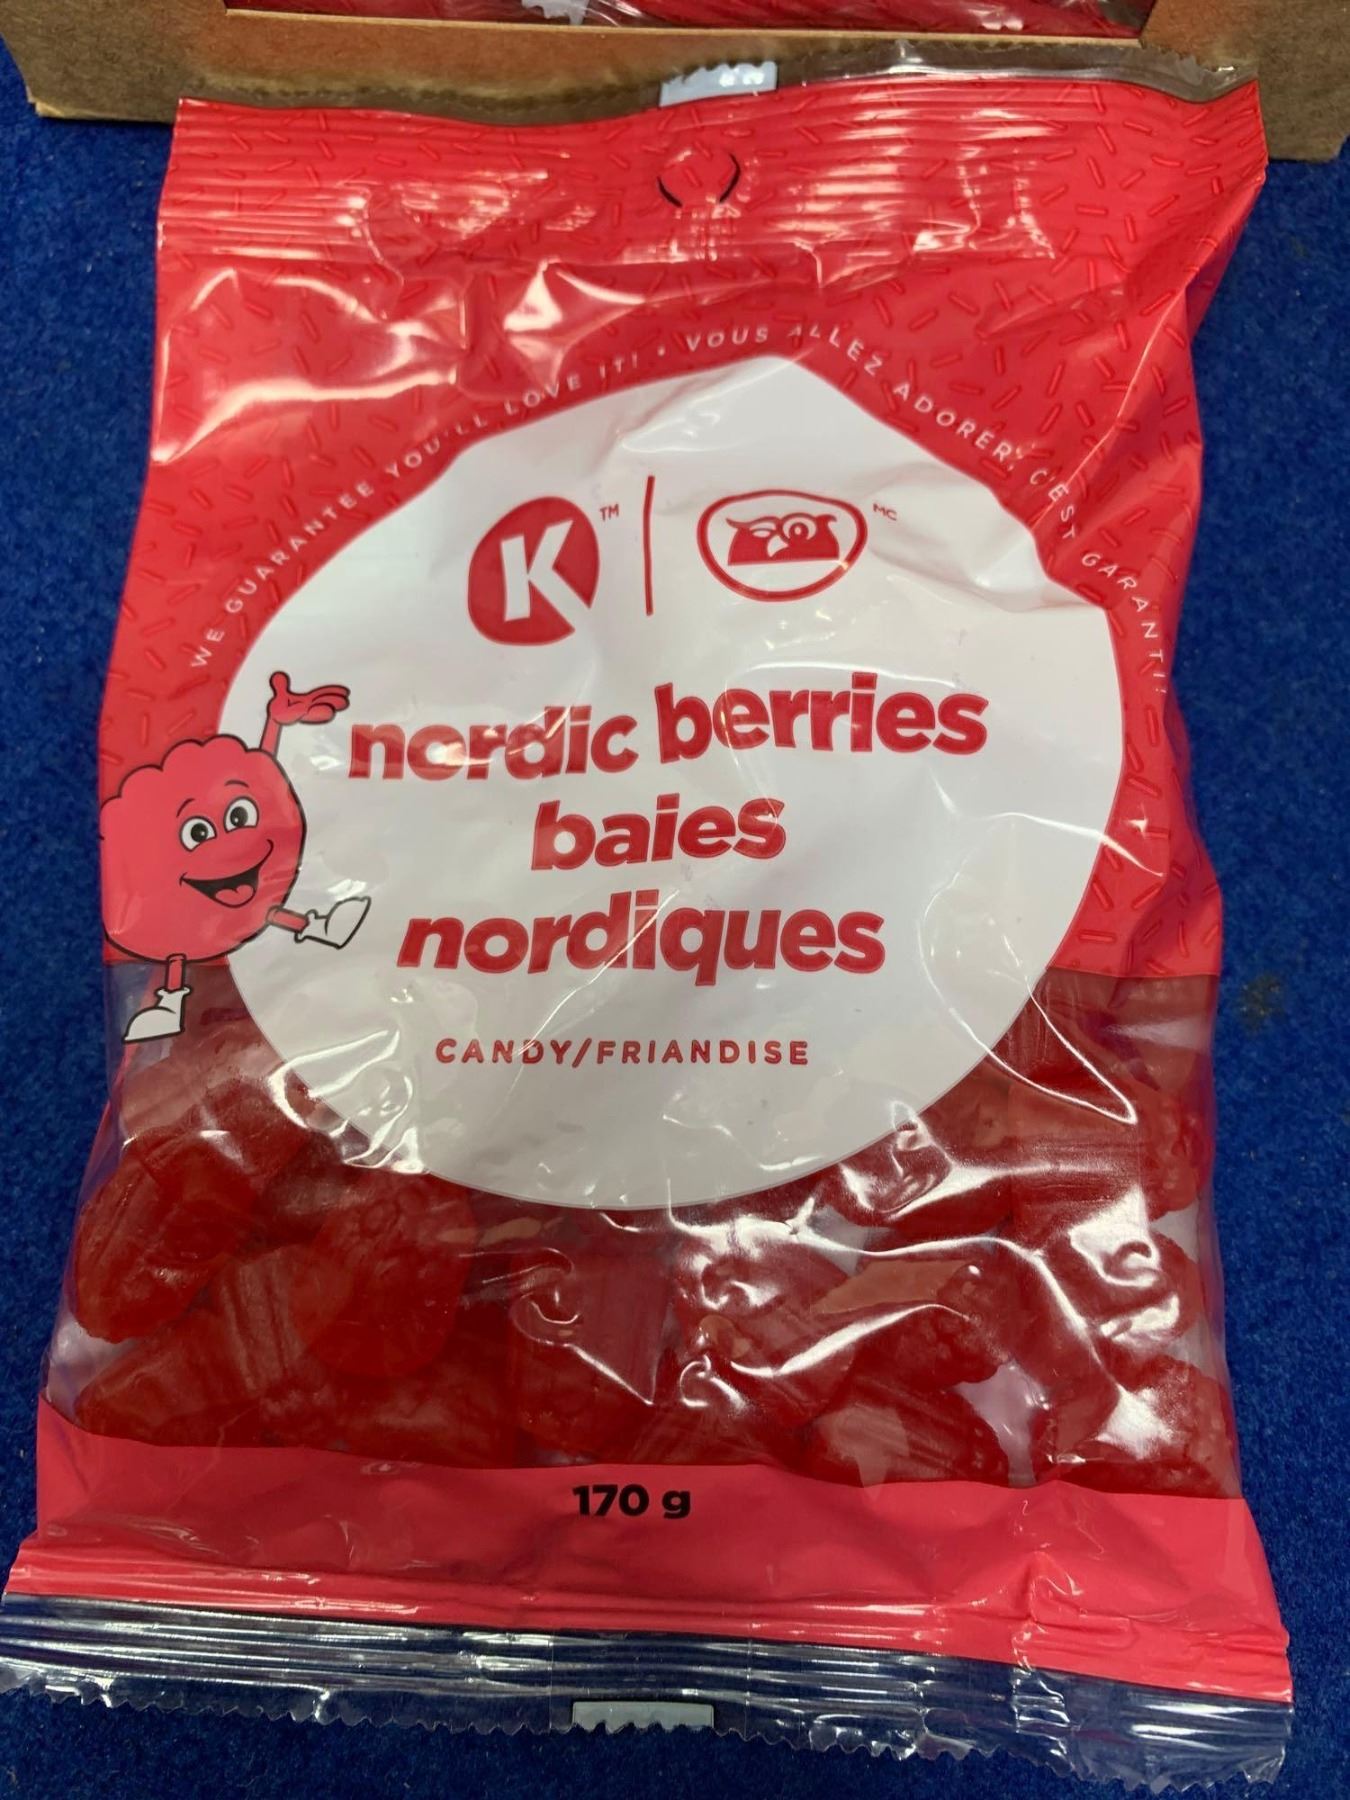 WE GUARANTEE YOU'LL LOVE IT! • VOUS ALLEZ ADORER, C'EST GARANTI!
K TM MC
nordic berries
baies
nordiques
CANDY/FRIANDISE
170 g